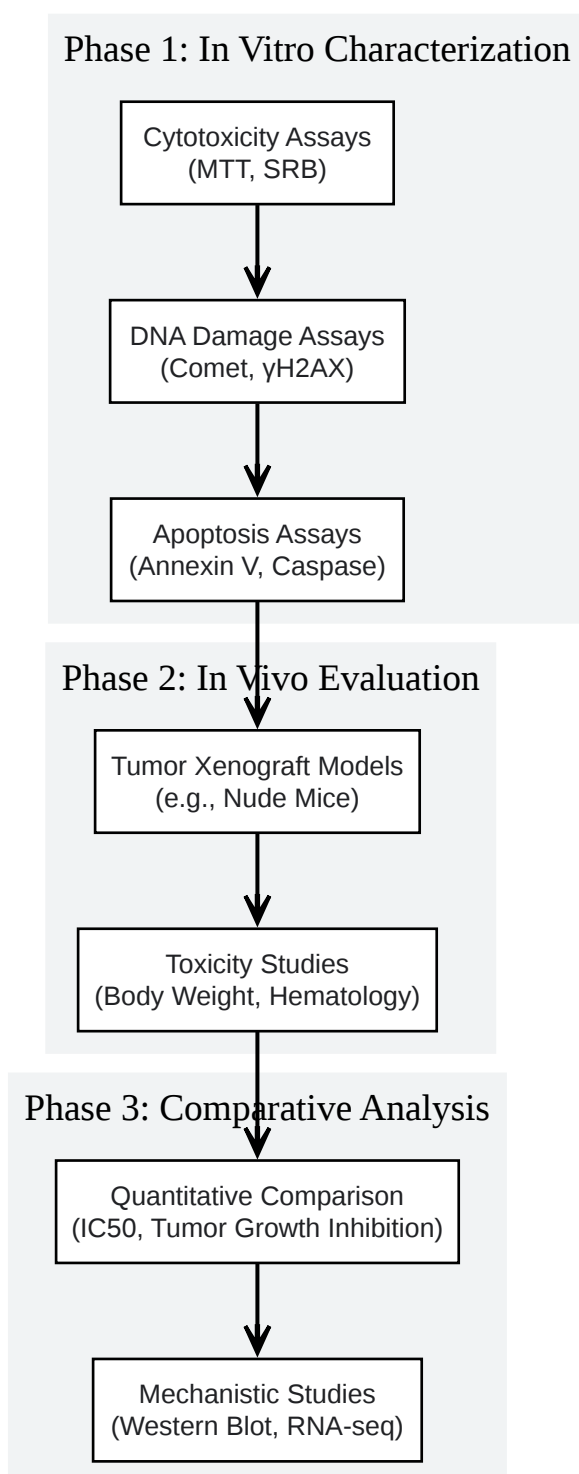 Phase 1: In Vitro Characterization
Cytotoxicity Assays
(MTT, SRB)
DNA Damage Assays
(Comet, γH2AX)
Apoptosis Assays
(Annexin V, Caspase)
Phase 2: In Vivo Evaluation
Tumor Xenograft Models
(e.g., Nude Mice)
Toxicity Studies
(Body Weight, Hematology)
Phase 3: Comparative Analysis
Quantitative Comparison
(IC50, Tumor Growth Inhibition)
Mechanistic Studies
(Western Blot, RNA-seq)